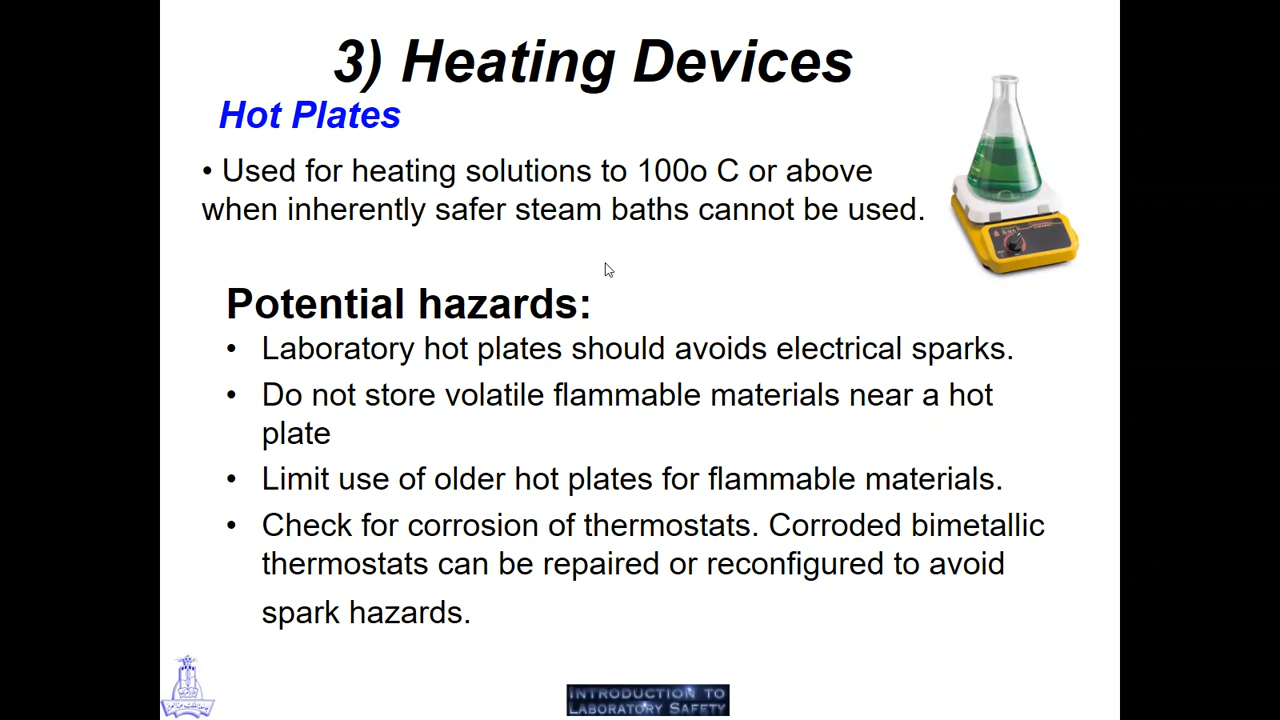 3) Heating Devices
Hot Plates
• Used for heating solutions to 100o C or above
when inherently safer steam baths cannot be used.
Potential hazards:
• Laboratory hot plates should avoids electrical sparks.
• Do not store volatile flammable materials near a hot
plate
• Limit use of older hot plates for flammable materials.
• Check for corrosion of thermostats. Corroded bimetallic
thermostats can be repaired or reconfigured to avoid
spark hazards.
INTRODUCTION TO
LABORATORY SAFETY